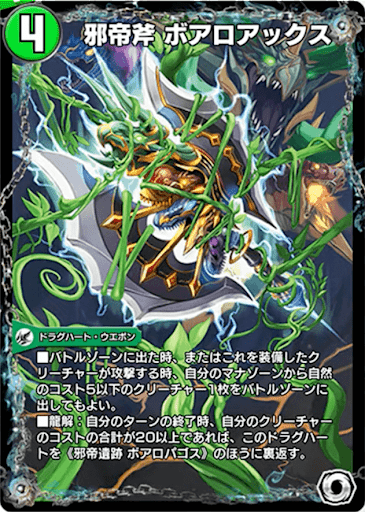 4
邪帝斧 ボアロアックス
ドラグハート・ウエポン
■バトルゾーンに出た時、またはこれを装備したク
リーチャーが攻撃する時、自分のマナゾーンから自然
のコスト5以下のクリーチャー1枚をバトルゾーンに
出してもよい。
■龍解：自分のターンの終了時、自分のクリーチャー
のコストの合計が20以上であれば、このドラグハー
トを《邪帝遺跡 ボアロパゴス》のほうに裏返す。